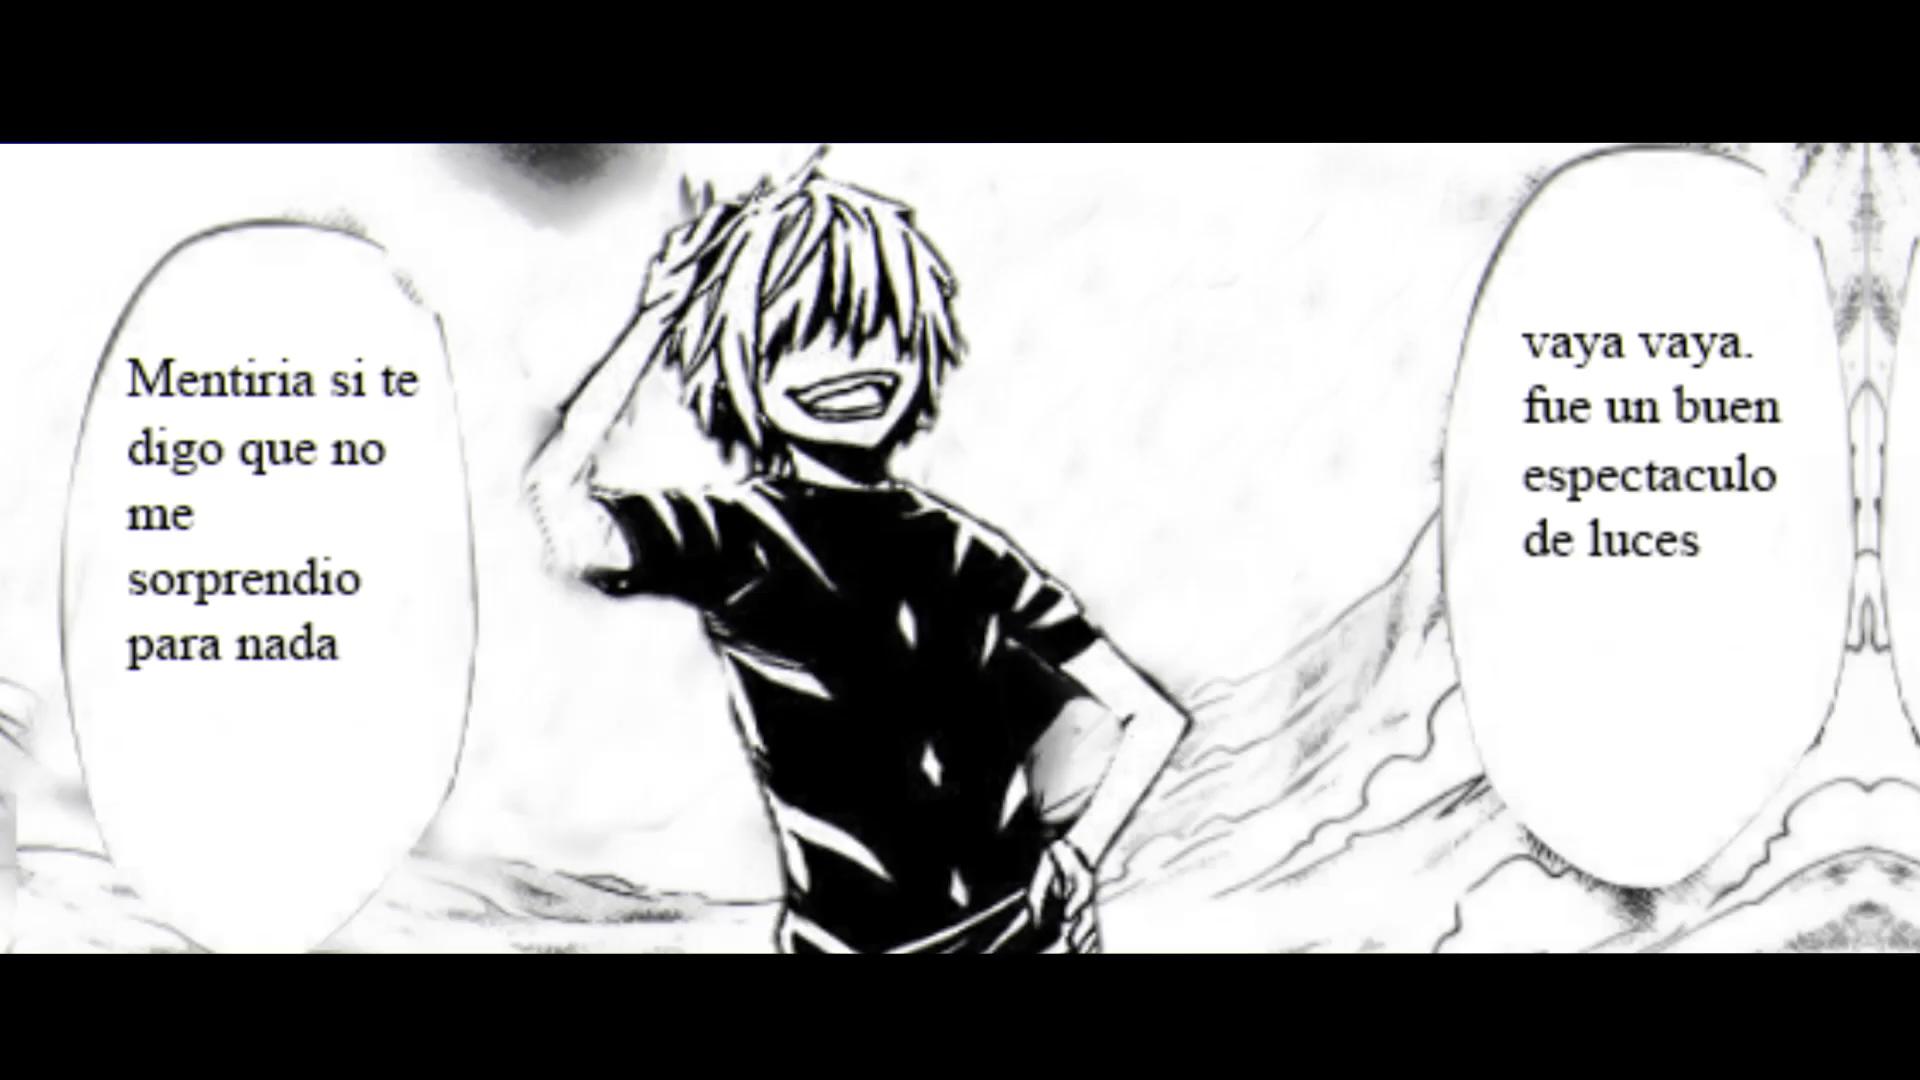 vaya vaya.
fue un buen
espectaculo
de luces
Mentiria si te
digo que no
me
sorprendio
para nada